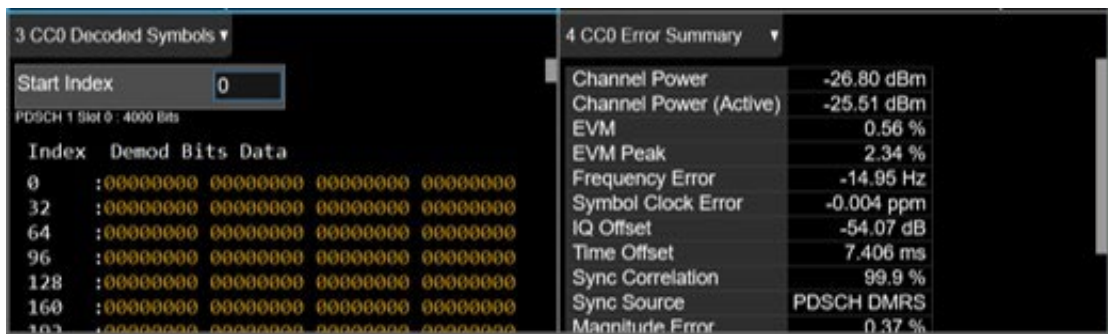 3 CC0 Decoded Symbols
Start Index 0
PDSCH 1 Slot 0 : 4000 Bits
Index Demod Bits Data
0 :00000000 00000000 00000000 00000000
32 :00000000 00000000 00000000 00000000
64 :00000000 00000000 00000000 00000000
96 :00000000 00000000 00000000 00000000
128 :00000000 00000000 00000000 00000000
160 :00000000 00000000 00000000 00000000
192 :00000000 00000000 00000000 00000000
4 CC0 Error Summary
Channel Power -26.80 dBm
Channel Power (Active) -25.51 dBm
EVM 0.56 %
EVM Peak 2.34 %
Frequency Error -14.95 Hz
Symbol Clock Error -0.004 ppm
IQ Offset -54.07 dB
Time Offset 7.406 ms
Sync Correlation 99.9 %
Sync Source PDSCH DMRS
Magnitude Error 0.37 %